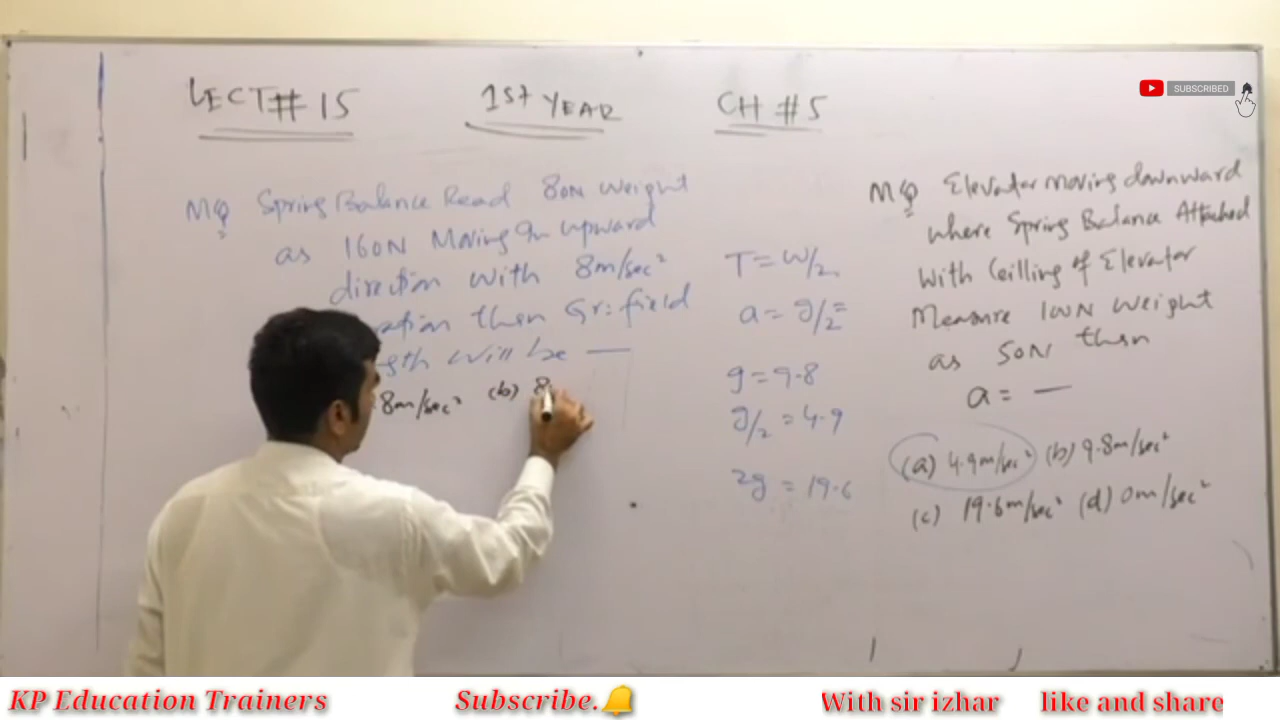 LECT # 15 1st YEAR CH # 5
SUBSCRIBED
MQ Spring Balance Read 80N Weight
as 160N Moving In upward
direction with 8m/sec²
then Gr: field
gth will be —
8m/sec² (b) 8
T = W/2
a = g/2
g = 9.8
g/2 = 4.9
2g = 19.6
MQ Elevator moving downward
where Spring Balance Attached
With Ceilling of Elevator
Measure 100N Weight
as 50N then
a = —
(a) 4.9m/sec² (b) 9.8m/sec²
(c) 19.6m/sec² (d) 0m/sec²
KP Education Trainers Subscribe. With sir izhar like and share